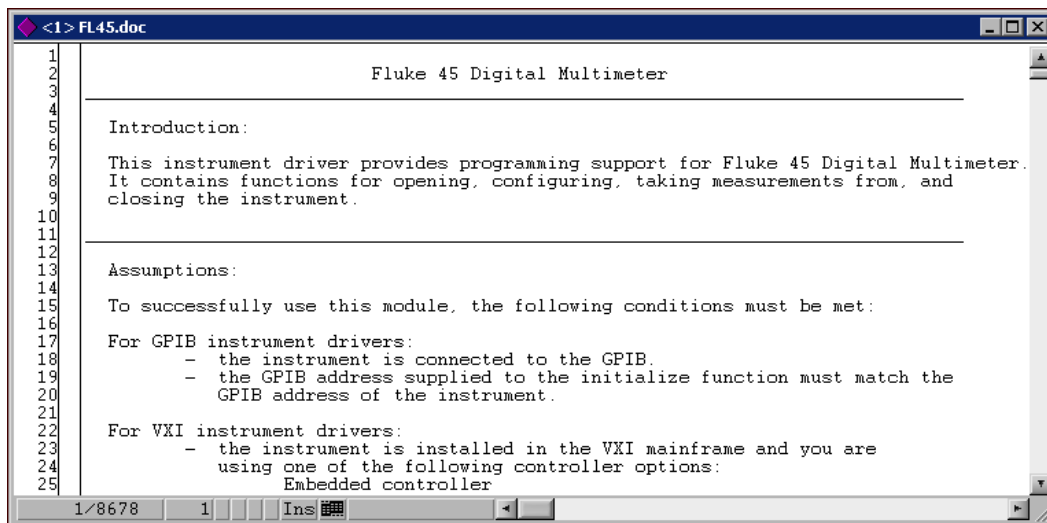 <1> FL45.doc
1
2 Fluke 45 Digital Multimeter
3
4
5 Introduction:
6
7 This instrument driver provides programming support for Fluke 45 Digital Multimeter.
8 It contains functions for opening, configuring, taking measurements from, and
9 closing the instrument.
10
11
12
13 Assumptions:
14
15 To successfully use this module, the following conditions must be met:
16
17 For GPIB instrument drivers:
18 - the instrument is connected to the GPIB.
19 - the GPIB address supplied to the initialize function must match the
20 GPIB address of the instrument.
21
22 For VXI instrument drivers:
23 - the instrument is installed in the VXI mainframe and you are
24 using one of the following controller options:
25 Embedded controller
1/8678 1 Ins